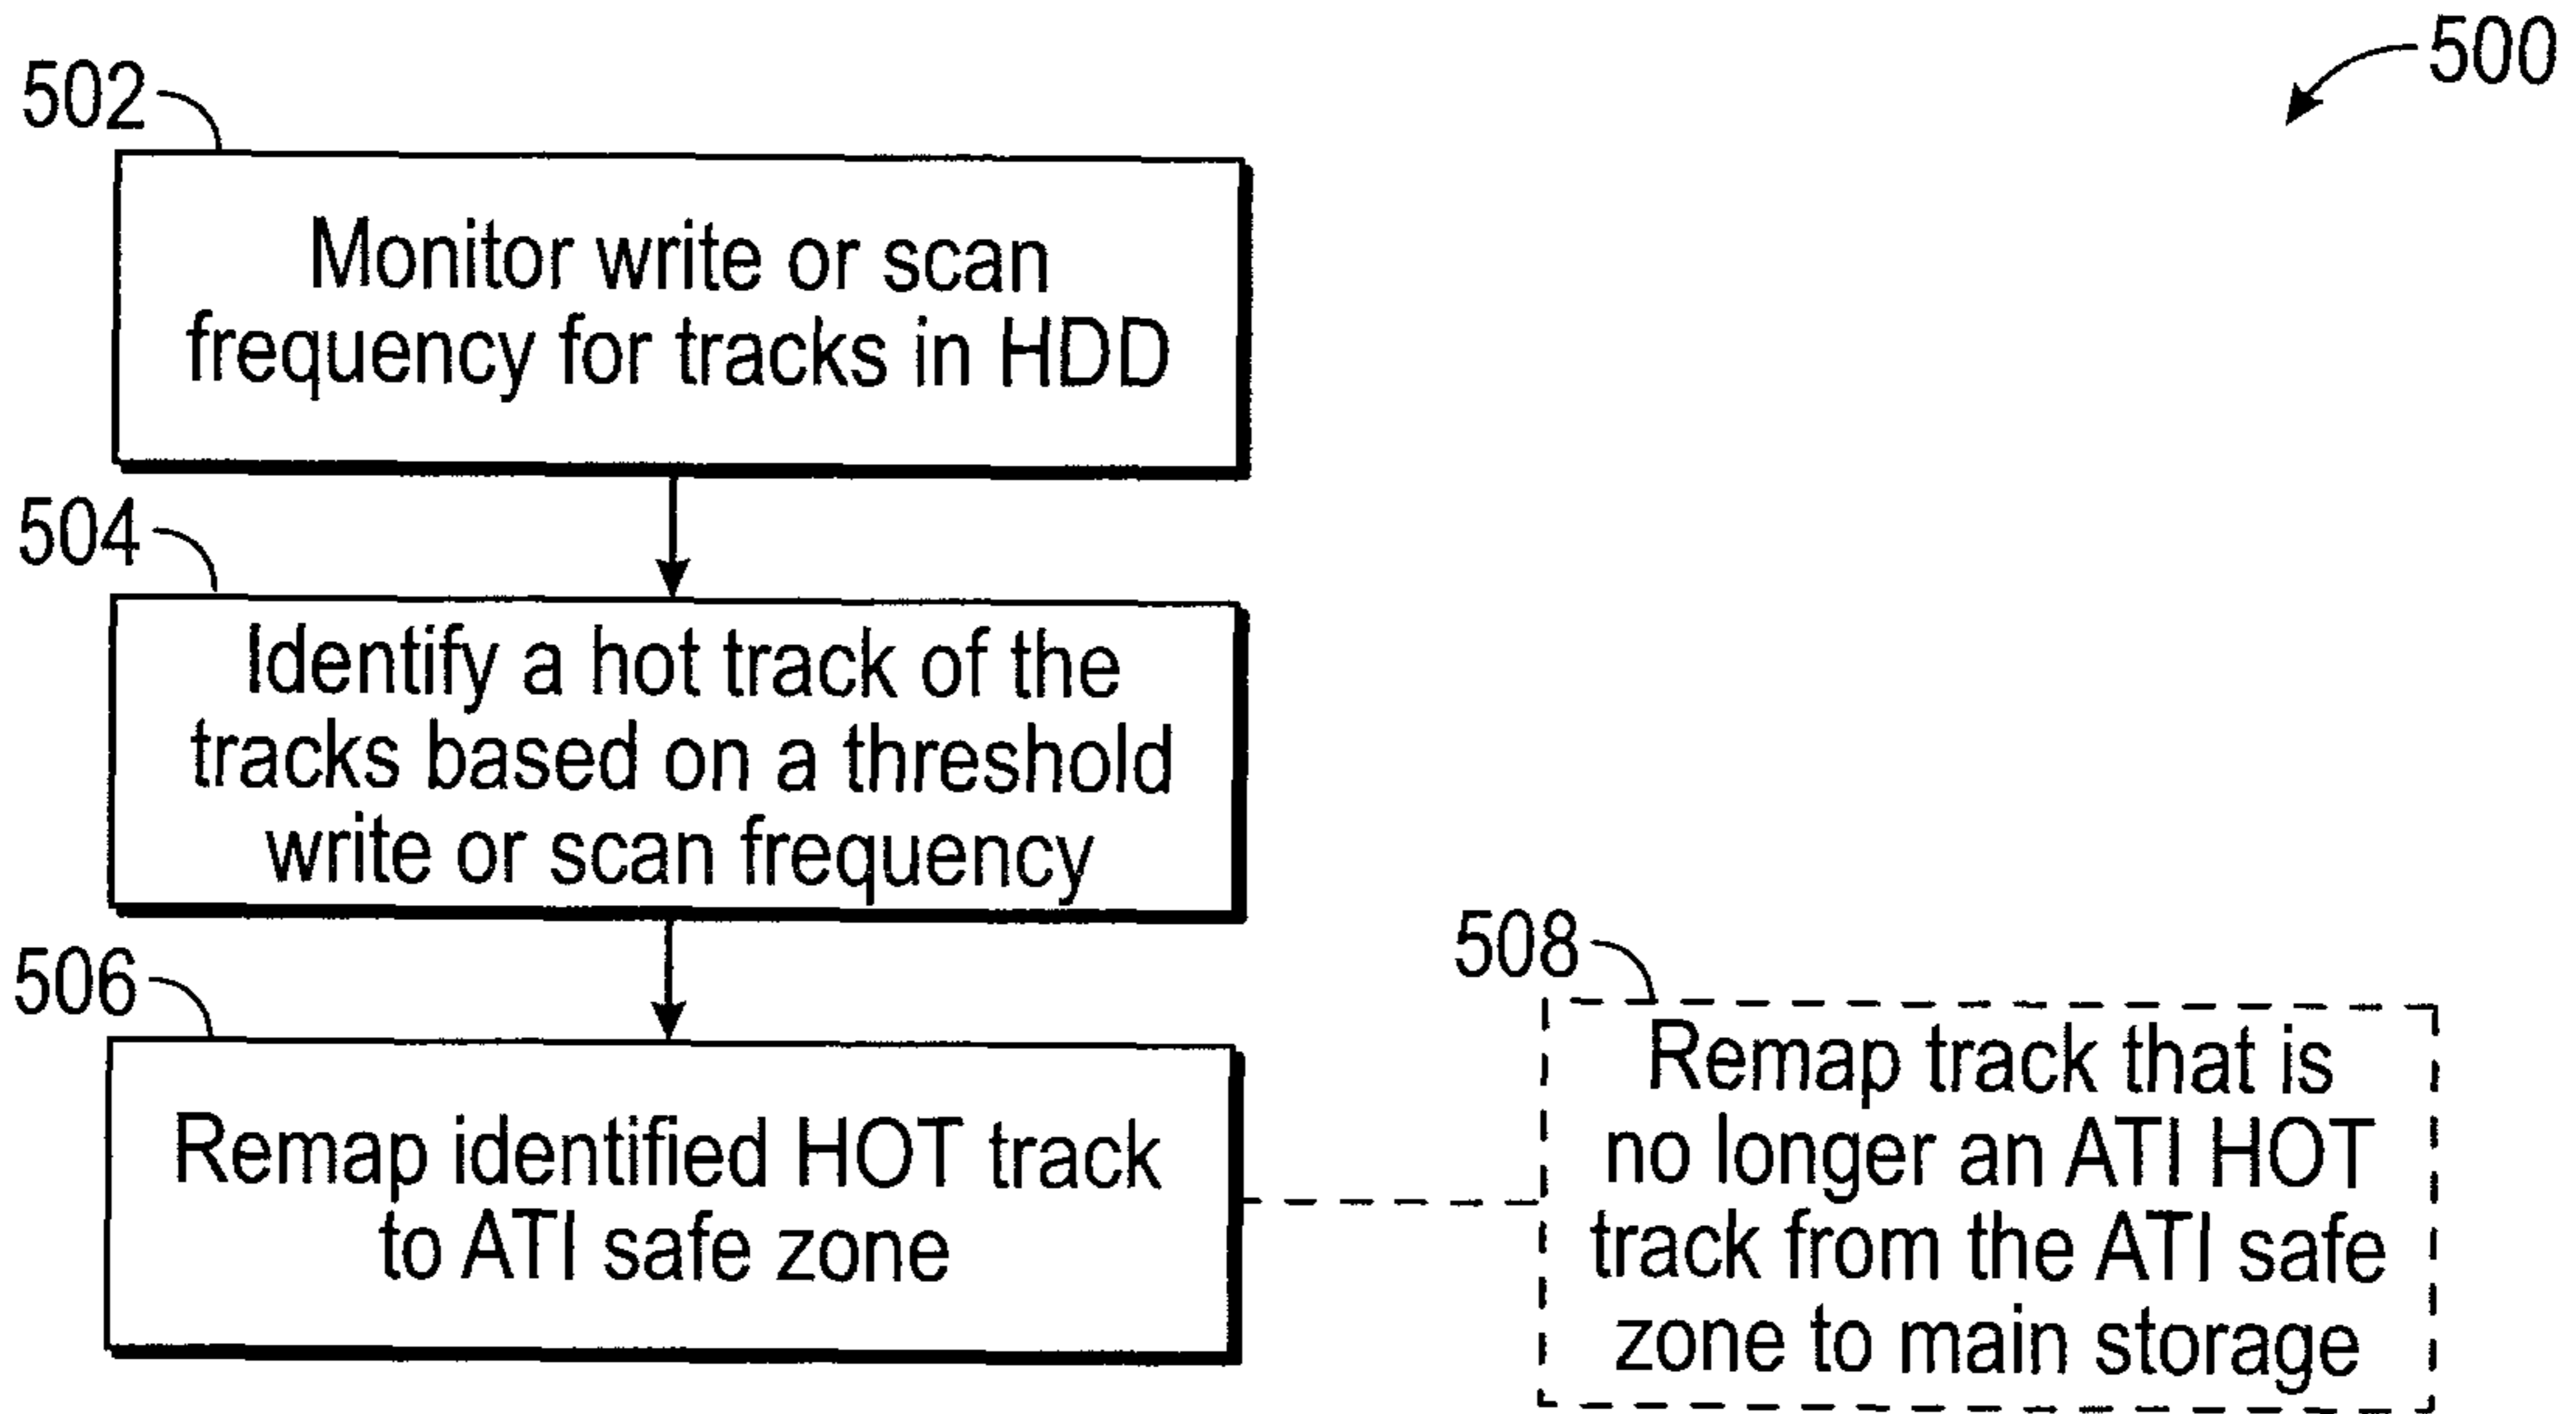 500
502
Monitor write or scan
frequency for tracks in HDD
504
Identify a hot track of the
tracks based on a threshold
write or scan frequency
506
Remap identified HOT track
to ATI safe zone
508
Remap track that is
no longer an ATI HOT
track from the ATI safe
zone to main storage